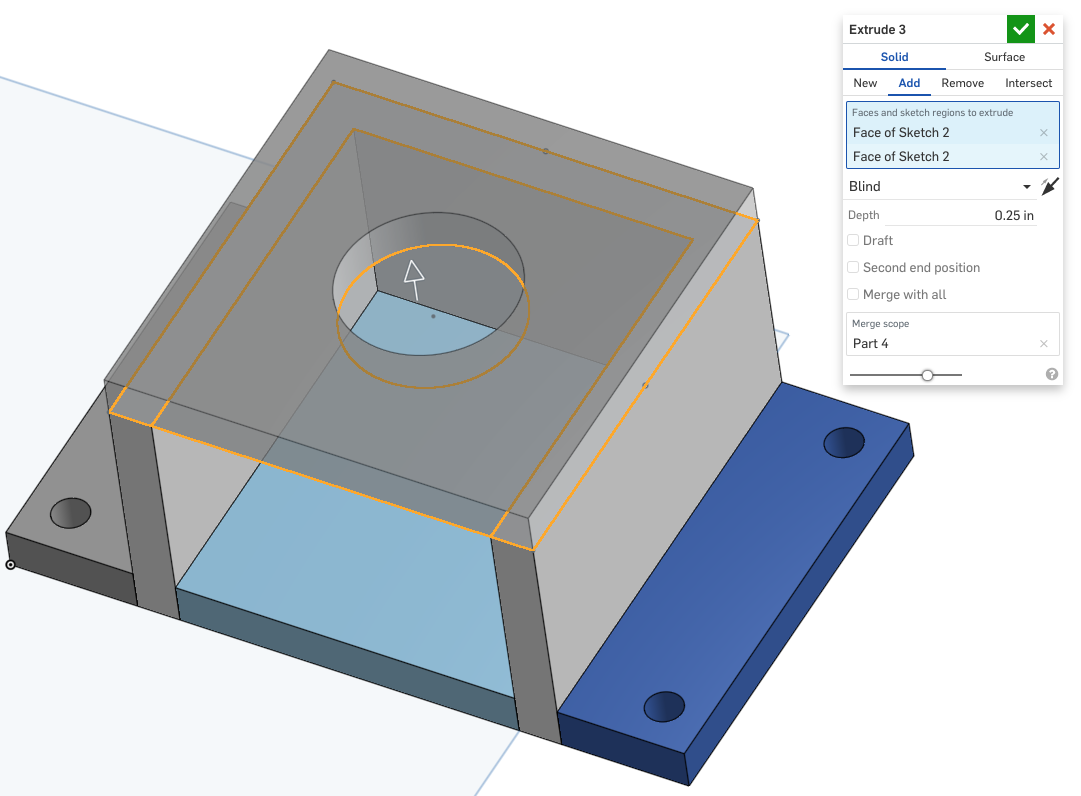 Extrude 3
Solid Surface
New Add Remove Intersect
Faces and sketch regions to extrude
Face of Sketch 2
Face of Sketch 2
Blind
Depth 0.25 in
Draft
Second end position
Merge with all
Merge scope
Part 4